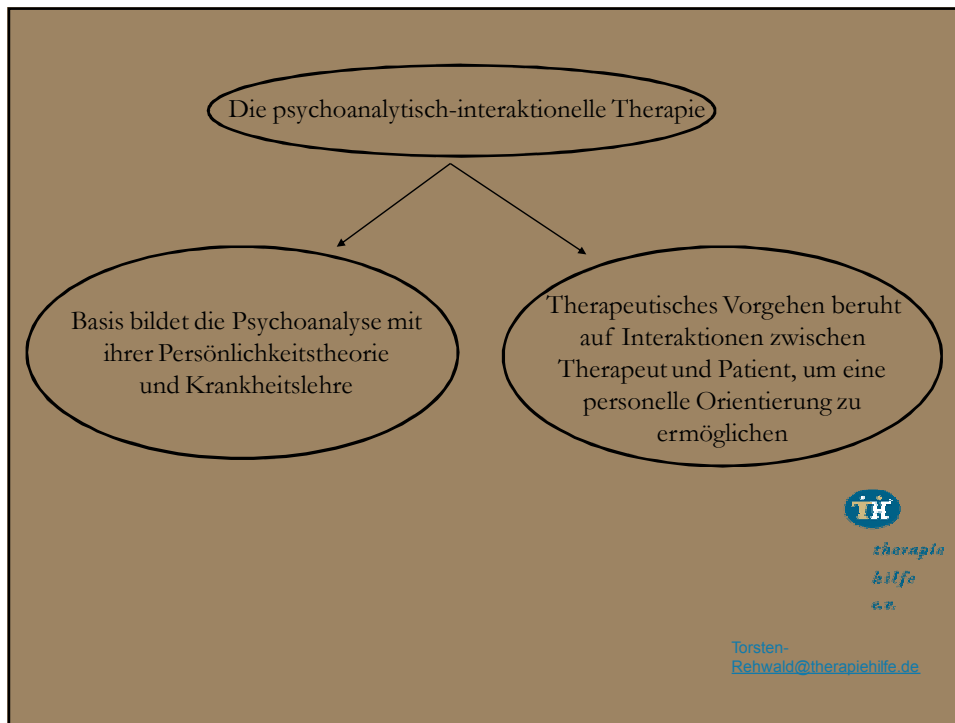 Die psychoanalytisch-interaktionelle Therapie
Basis bildet die Psychoanalyse mit
ihrer Persönlichkeitstheorie
und Krankheitslehre
Therapeutisches Vorgehen beruht
auf Interaktionen zwischen
Therapeut und Patient, um eine
personelle Orientierung zu
ermöglichen
TH
therapie
hilfe
e.v.
Torsten-
Rehwald@therapiehilfe.de